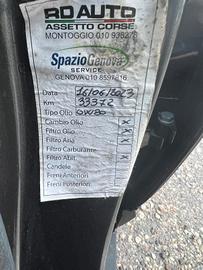 RO AUTO
ASSETTO CORSE
MONTOGGIO 010 938278
SpazioGenova
SERVICE
GENOVA 010 8597816
Data 16/06/2023
Km 33372
Tipo Olio 0W30
Cambio Olio X
Filtro Olio X
Filtro Aria X
Filtro Carburante
Filtro Abit. X
Candele
Freni Anteriori
Freni Posteriori